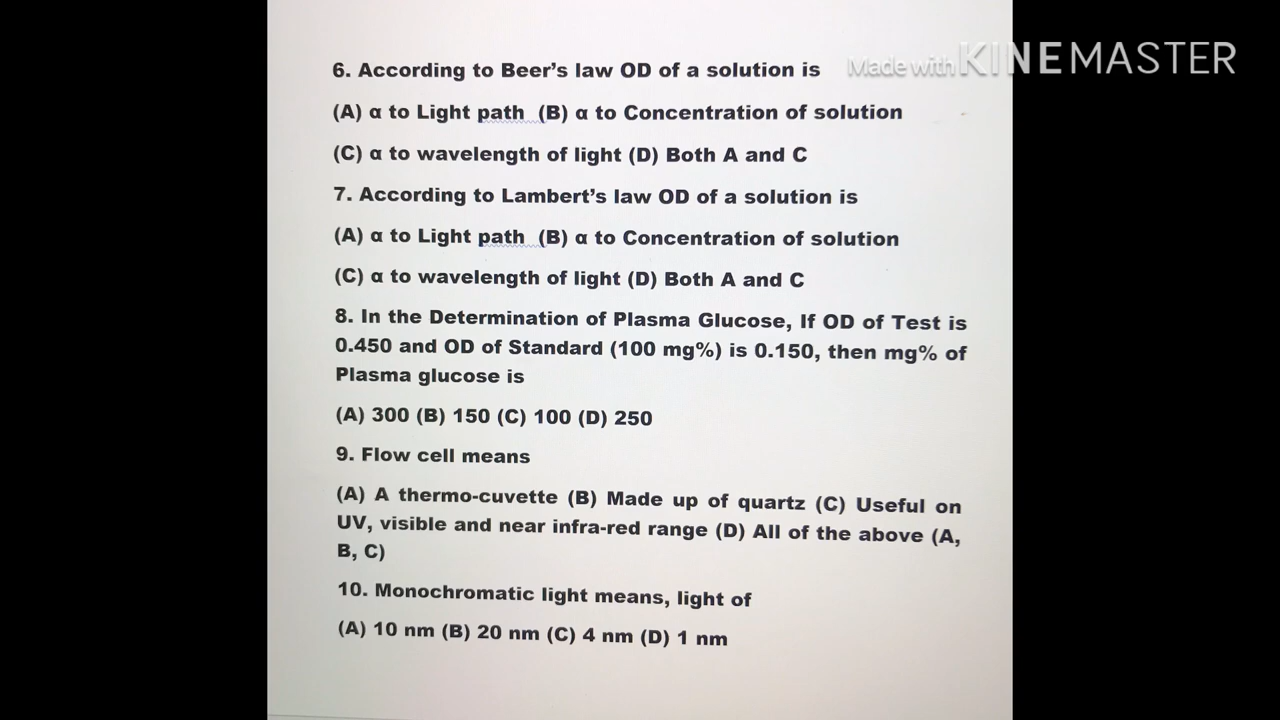 Made with KINEMASTER
6. According to Beer's law OD of a solution is
(A) α to Light path (B) α to Concentration of solution
(C) α to wavelength of light (D) Both A and C
7. According to Lambert's law OD of a solution is
(A) α to Light path (B) α to Concentration of solution
(C) α to wavelength of light (D) Both A and C
8. In the Determination of Plasma Glucose, If OD of Test is
0.450 and OD of Standard (100 mg%) is 0.150, then mg% of
Plasma glucose is
(A) 300 (B) 150 (C) 100 (D) 250
9. Flow cell means
(A) A thermo-cuvette (B) Made up of quartz (C) Useful on
UV, visible and near infra-red range (D) All of the above (A,
B, C)
10. Monochromatic light means, light of
(A) 10 nm (B) 20 nm (C) 4 nm (D) 1 nm